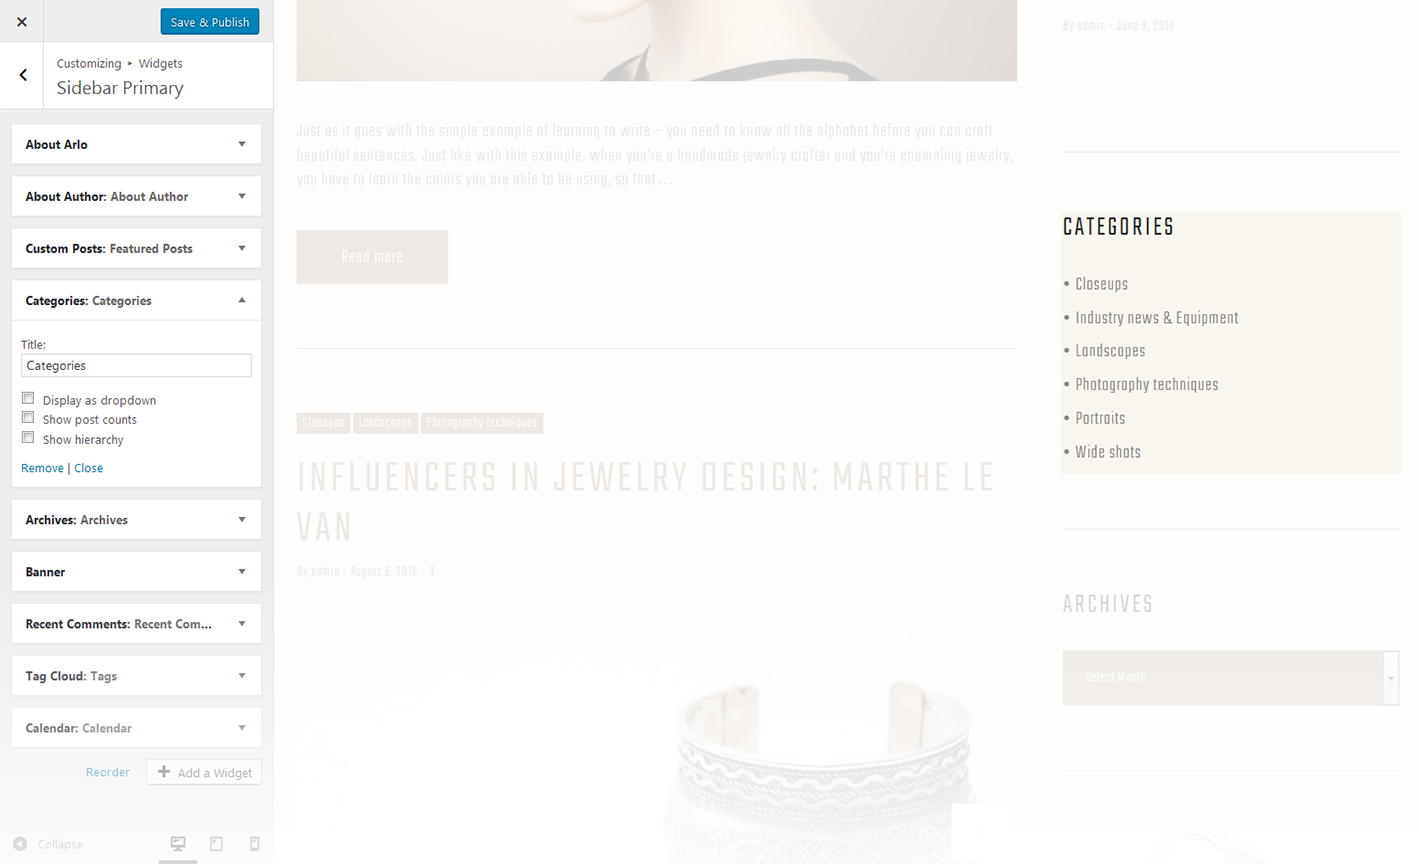 Save & Publish
Customizing ▸ Widgets
Sidebar Primary
About Arlo
About Author: About Author
Custom Posts: Featured Posts
Categories: Categories
Title:
Categories
Display as dropdown
Show post counts
Show hierarchy
Remove | Close
Archives: Archives
Banner
Recent Comments: Recent Com...
Tag Cloud: Tags
Calendar: Calendar
Reorder
Add a Widget
Collapse
Just as it goes with the simple example of learning to write – you need to know all the alphabet before you can craft
beautiful sentences. Just like with this example, when you're a handmade jewelry crafter and you're enameling jewelry,
you have to learn the colors you are able to be using, so that...
Read more
Closeups Landscapes Photography techniques
INFLUENCERS IN JEWELRY DESIGN: MARTHE LE
VAN
By admin - August 9, 2016 - 0
By admin - June 9, 2016
CATEGORIES
• Closeups
• Industry news & Equipment
• Landscapes
• Photography techniques
• Portraits
• Wide shots
ARCHIVES
Select Month